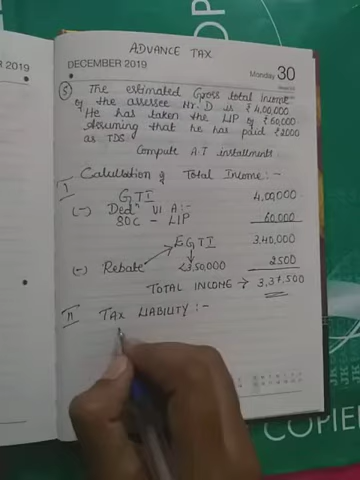 ADVANCE TAX
R 2019
DECEMBER 2019
Monday 30
5 The estimated Gross total income
of the assessee Mr. D is ₹4,00,000
He has taken the LIP of ₹60,000
Assuming that he has paid ₹2000
as TDS
Compute A.T installments
I Calculation of Total Income :-
GTI 4,00,000
(-) Dedn VI A :-
80C - LIP 60,000
EGTI 3,40,000
(-) Rebate <3,50,000 2500
TOTAL INCOME → 3,37,500
II TAX LIABILITY :-
COPIER